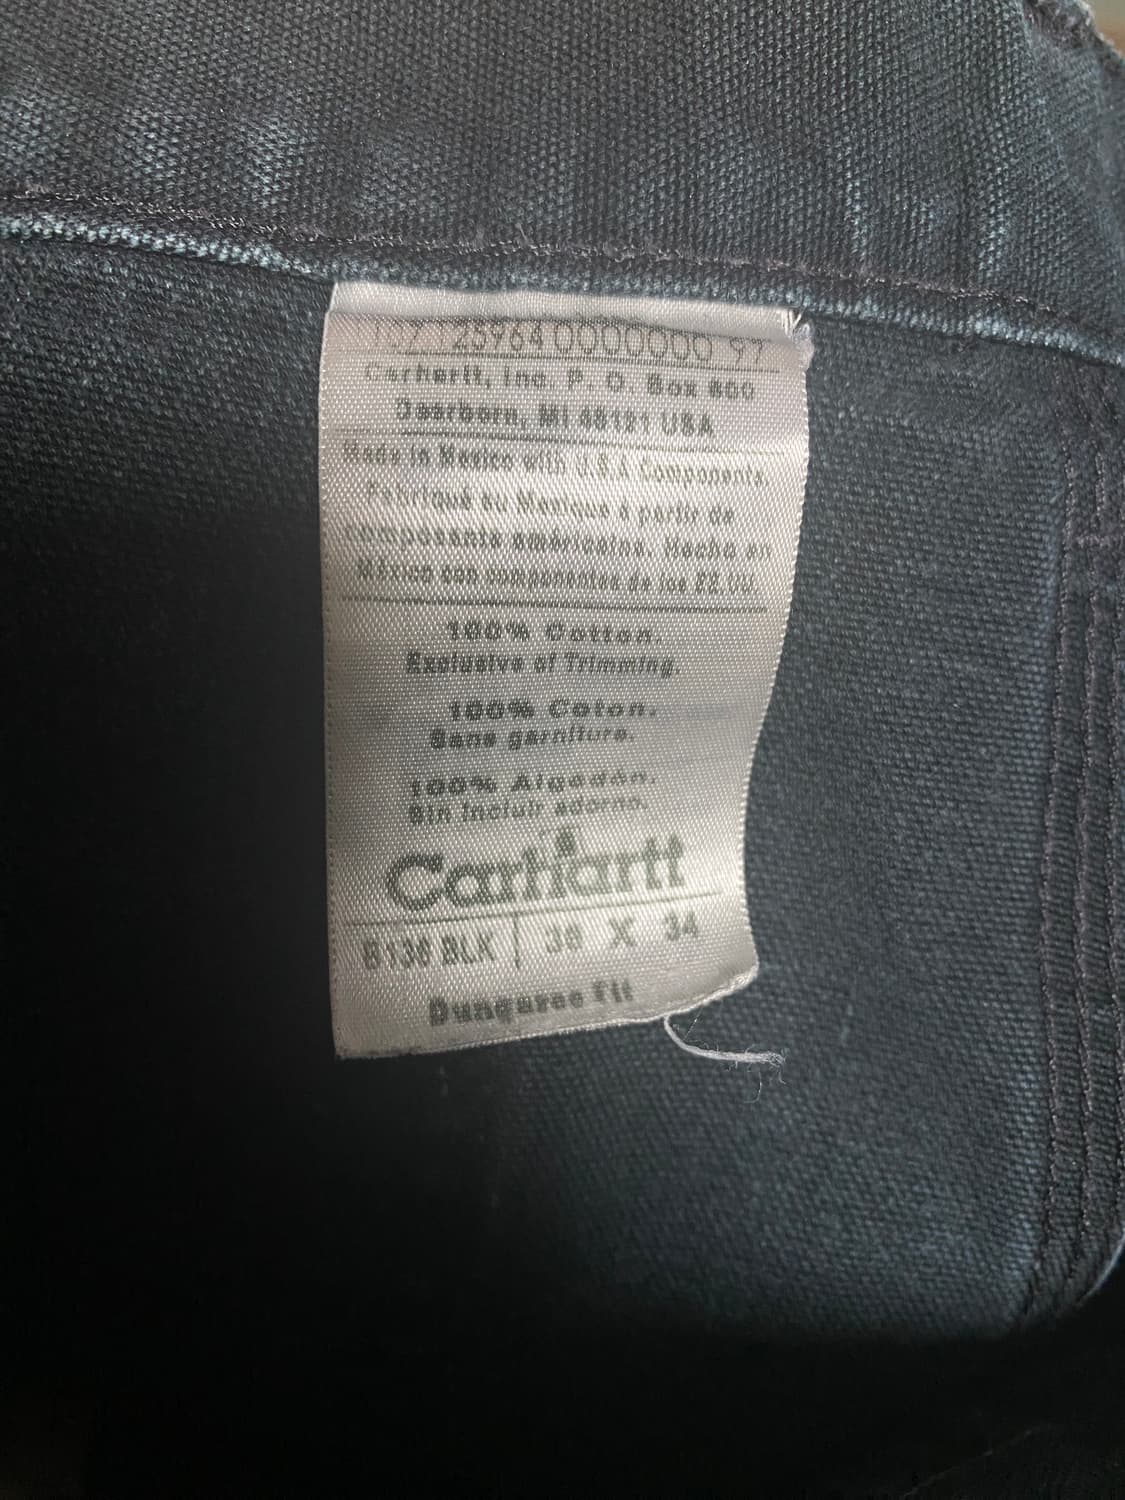 125964 0000000 97
Carhartt, Inc. P. O. Box 600
Dearborn, MI 48121 USA
Made in Mexico with U.S.A Components.
Fabriqué au Mexique à partir de
composants américains. Hecho en
México con componentes de los EE.UU.
100% Cotton.
Exclusive of Trimming.
100% Coton.
Sans garniture.
100% Algodón.
Sin incluir adorno.
Carhartt
B136 BLK X 34
Dungaree Fit